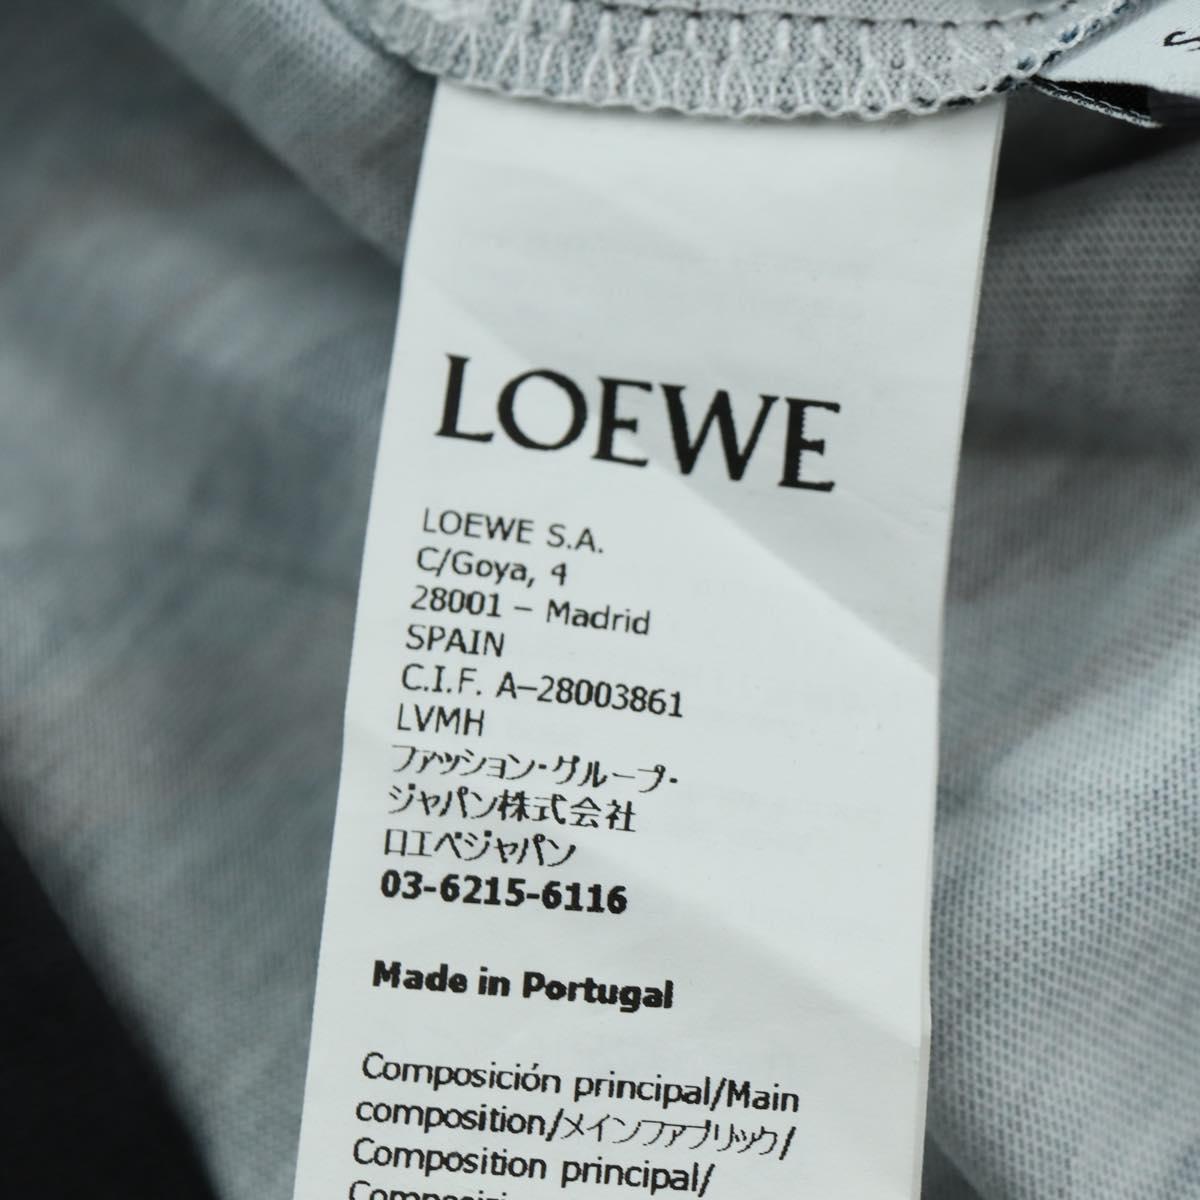 LOEWE
LOEWE S.A.
C/Goya, 4
28001 – Madrid
SPAIN
C.I.F. A–28003861
LVMH
ファッション・グループ・
ジャパン株式会社
ロエベジャパン
03-6215-6116
Made in Portugal
Composición principal/Main
composition/メインファブリック/
Composition principal/